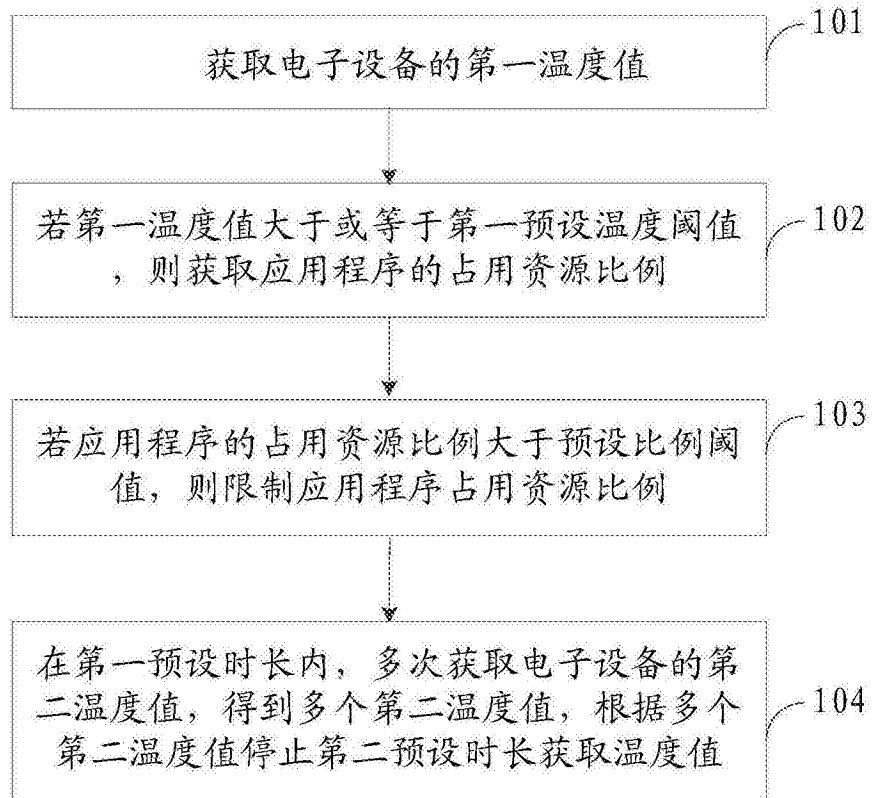 获取电子设备的第一温度值
101
若第一温度值大于或等于第一预设温度阈值
，则获取应用程序的占用资源比例
102
若应用程序的占用资源比例大于预设比例阈
值，则限制应用程序占用资源比例
103
在第一预设时长内，多次获取电子设备的第
二温度值，得到多个第二温度值，根据多个
第二温度值停止第二预设时长获取温度值
104